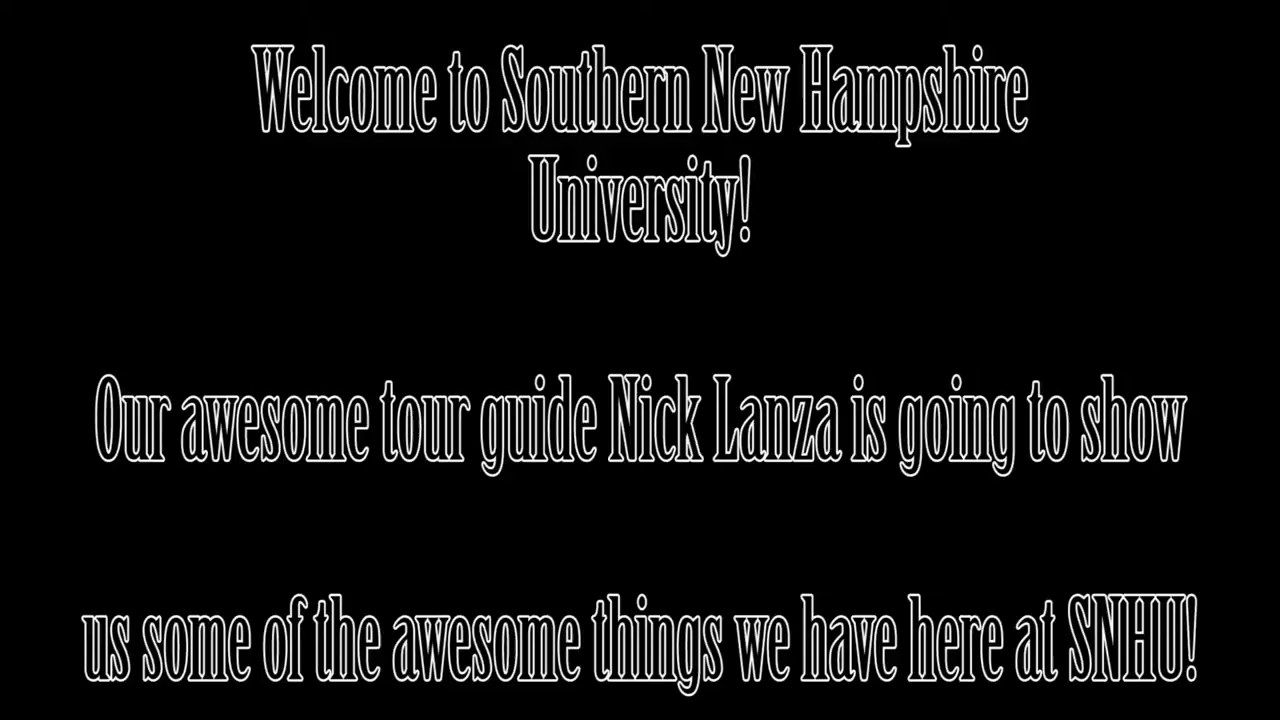 Welcome to Southern New Hampshire
University!
Our awesome tour guide Nick Lanza is going to show
us some of the awesome things we have here at SNHU!